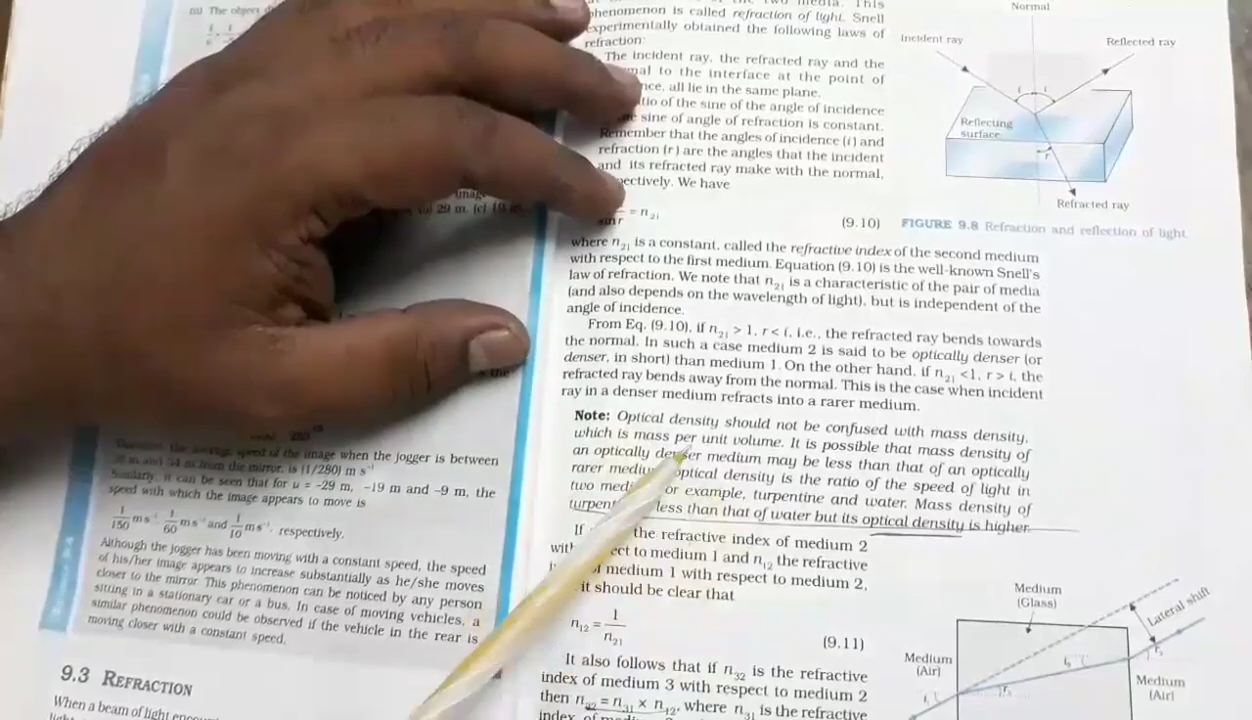 (ii) The object
image
29 m, (c) 19 m,
the
Question, the average speed of the image when the jogger is between
m and m from the mirror, is (1/280) m s⁻¹
Similarly, it can be seen that for u = –29 m, –19 m and –9 m, the
speed with which the image appears to move is
1/150 m s⁻¹, 1/60 m s⁻¹ and 1/10 m s⁻¹, respectively.
Although the jogger has been moving with a constant speed, the speed
of his/her image appears to increase substantially as he/she moves
closer to the mirror. This phenomenon can be noticed by any person
sitting in a stationary car or a bus. In case of moving vehicles, a
similar phenomenon could be observed if the vehicle in the rear is
moving closer with a constant speed.
9.3 REFRACTION
When a beam of light
the two media. This
phenomenon is called refraction of light. Snell
experimentally obtained the following laws of
refraction:
The incident ray, the refracted ray and the
to the interface at the point of
all lie in the same plane.
of the sine of the angle of incidence
sine of angle of refraction is constant.
Remember that the angles of incidence (i) and
refraction (r) are the angles that the incident
and its refracted ray make with the normal,
We have
sin r = n₂₁
(9.10)
where n₂₁ is a constant, called the refractive index of the second medium
with respect to the first medium. Equation (9.10) is the well-known Snell's
law of refraction. We note that n₂₁ is a characteristic of the pair of media
(and also depends on the wavelength of light), but is independent of the
angle of incidence.
From Eq. (9.10), if n₂₁ > 1, r < i, i.e., the refracted ray bends towards
the normal. In such a case medium 2 is said to be optically denser (or
denser, in short) than medium 1. On the other hand, if n₂₁ <1, r > i, the
refracted ray bends away from the normal. This is the case when incident
ray in a denser medium refracts into a rarer medium.
Note: Optical density should not be confused with mass density,
which is mass per unit volume. It is possible that mass density of
an optically denser medium may be less than that of an optically
rarer medium optical density is the ratio of the speed of light in
two or example, turpentine and water. Mass density of
less than that of water but its optical density is higher.
If the refractive index of medium 2
to medium 1 and n₁₂ the refractive
medium 1 with respect to medium 2,
it should be clear that
n₁₂ = 1/n₂₁
(9.11)
It also follows that if n₃₂ is the refractive
index of medium 3 with respect to medium 2
then n₃₂ = n₃₁ × n₁₂, where n₃₁ is the refractive
index of
Normal
Incident ray
Reflected ray
i i
Reflecting
surface
r
Refracted ray
FIGURE 9.8 Refraction and reflection of light.
Medium
(Glass)
Lateral shift
Medium
(Air)
Medium
(Air)
i₁
r₁
i₂
r₂